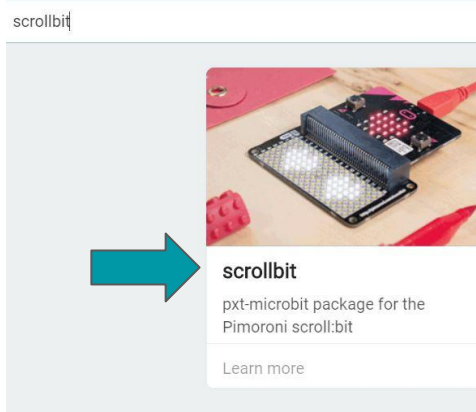 scrollbit
scrollbit
pxt-microbit package for the
Pimoroni scroll:bit
Learn more